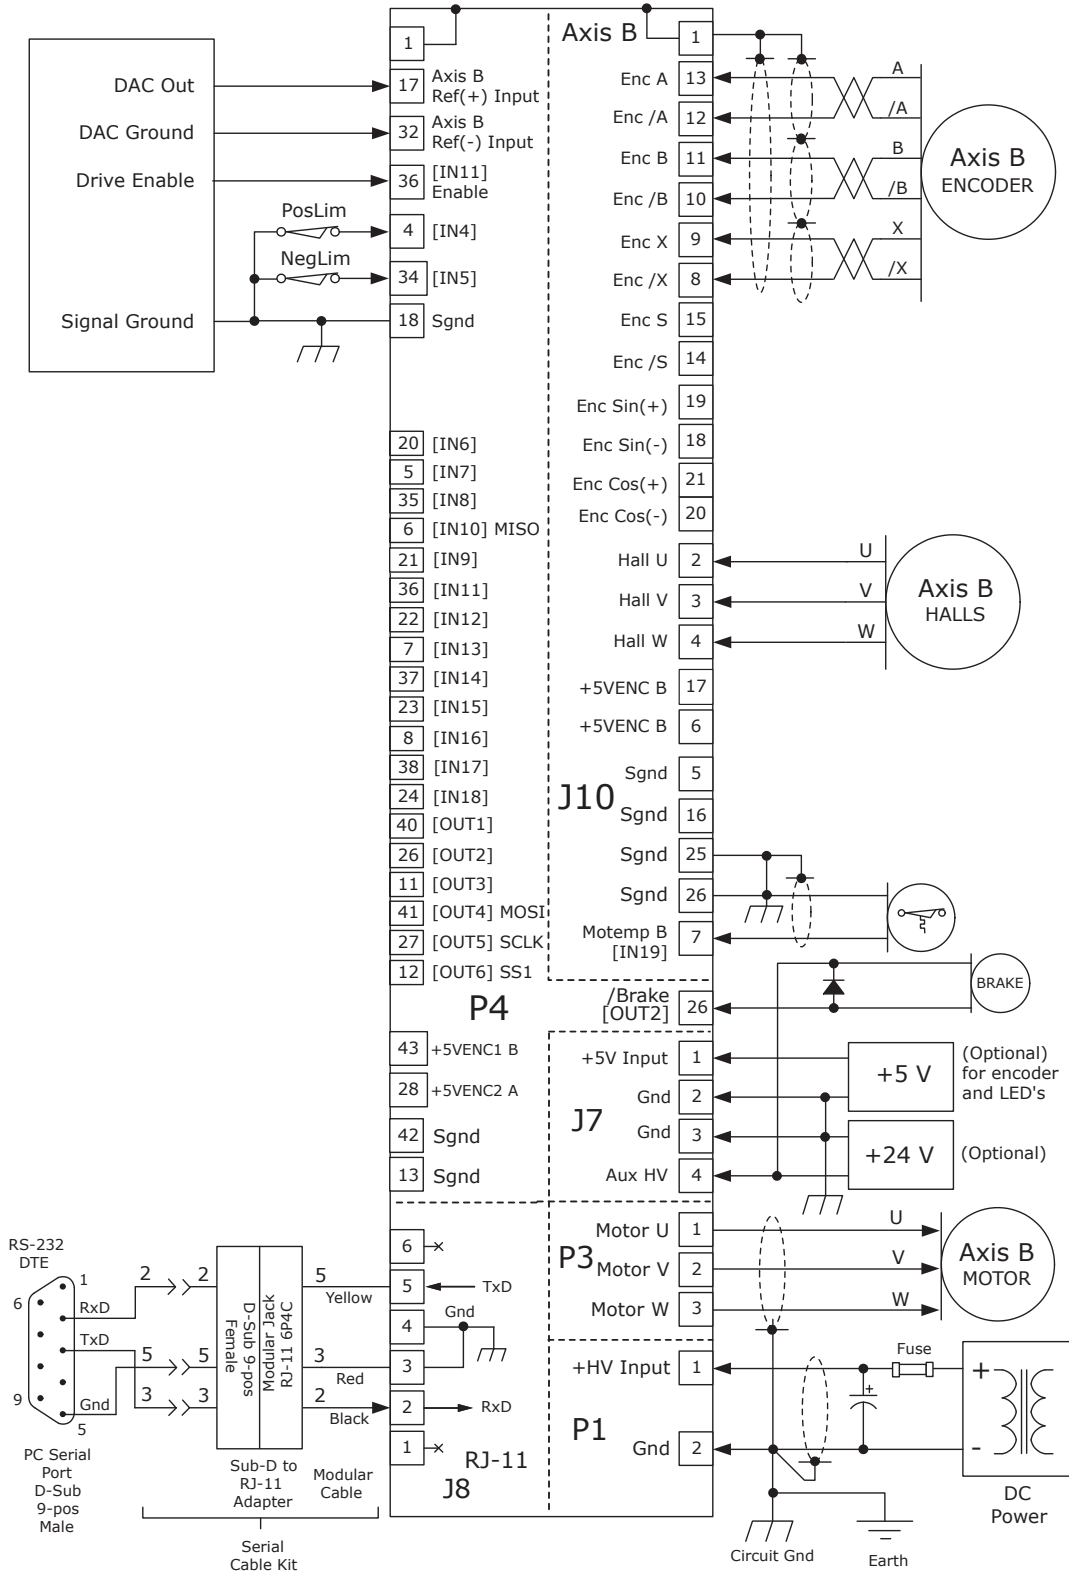 DAC Out
DAC Ground
Drive Enable
PosLim
NegLim
Signal Ground
1
17 Axis B
Ref(+) Input
32 Axis B
Ref(-) Input
36 [IN11]
Enable
4 [IN4]
34 [IN5]
18 Sgnd
20 [IN6]
5 [IN7]
35 [IN8]
6 [IN10] MISO
21 [IN9]
36 [IN11]
22 [IN12]
7 [IN13]
37 [IN14]
23 [IN15]
8 [IN16]
38 [IN17]
24 [IN18]
40 [OUT1]
26 [OUT2]
11 [OUT3]
41 [OUT4] MOSI
27 [OUT5] SCLK
12 [OUT6] SS1
P4
43 +5VENC1 B
28 +5VENC2 A
42 Sgnd
13 Sgnd
Axis B 1
Enc A 13
Enc /A 12
Enc B 11
Enc /B 10
Enc X 9
Enc /X 8
Enc S 15
Enc /S 14
Enc Sin(+) 19
Enc Sin(-) 18
Enc Cos(+) 21
Enc Cos(-) 20
Hall U 2
Hall V 3
Hall W 4
+5VENC B 17
+5VENC B 6
Sgnd 5
J10
Sgnd 16
Sgnd 25
Sgnd 26
Motemp B 7
[IN19]
/Brake
[OUT2] 26
+5V Input 1
Gnd 2
J7
Gnd 3
Aux HV 4
Motor U 1
P3
Motor V 2
Motor W 3
+HV Input 1
P1
Gnd 2
A
/A
B
/B
X
/X
Axis B
ENCODER
U
V
W
Axis B
HALLS
BRAKE
+5 V
(Optional)
for encoder
and LED's
+24 V
(Optional)
U
V
W
Axis B
MOTOR
Fuse
+
+
-
DC
Power
Circuit Gnd
Earth
RS-232
DTE
1
6
RxD
TxD
9
Gnd
5
PC Serial
Port
D-Sub
9-pos
Male
2 2
5 5
3 3
D-Sub 9-pos
Female
Modular Jack
RJ-11 6P4C
5
Yellow
3
Red
2
Black
Sub-D to
RJ-11
Adapter
Modular
Cable
Serial
Cable Kit
6
5 TxD
4 Gnd
3
2 RxD
1
RJ-11
J8